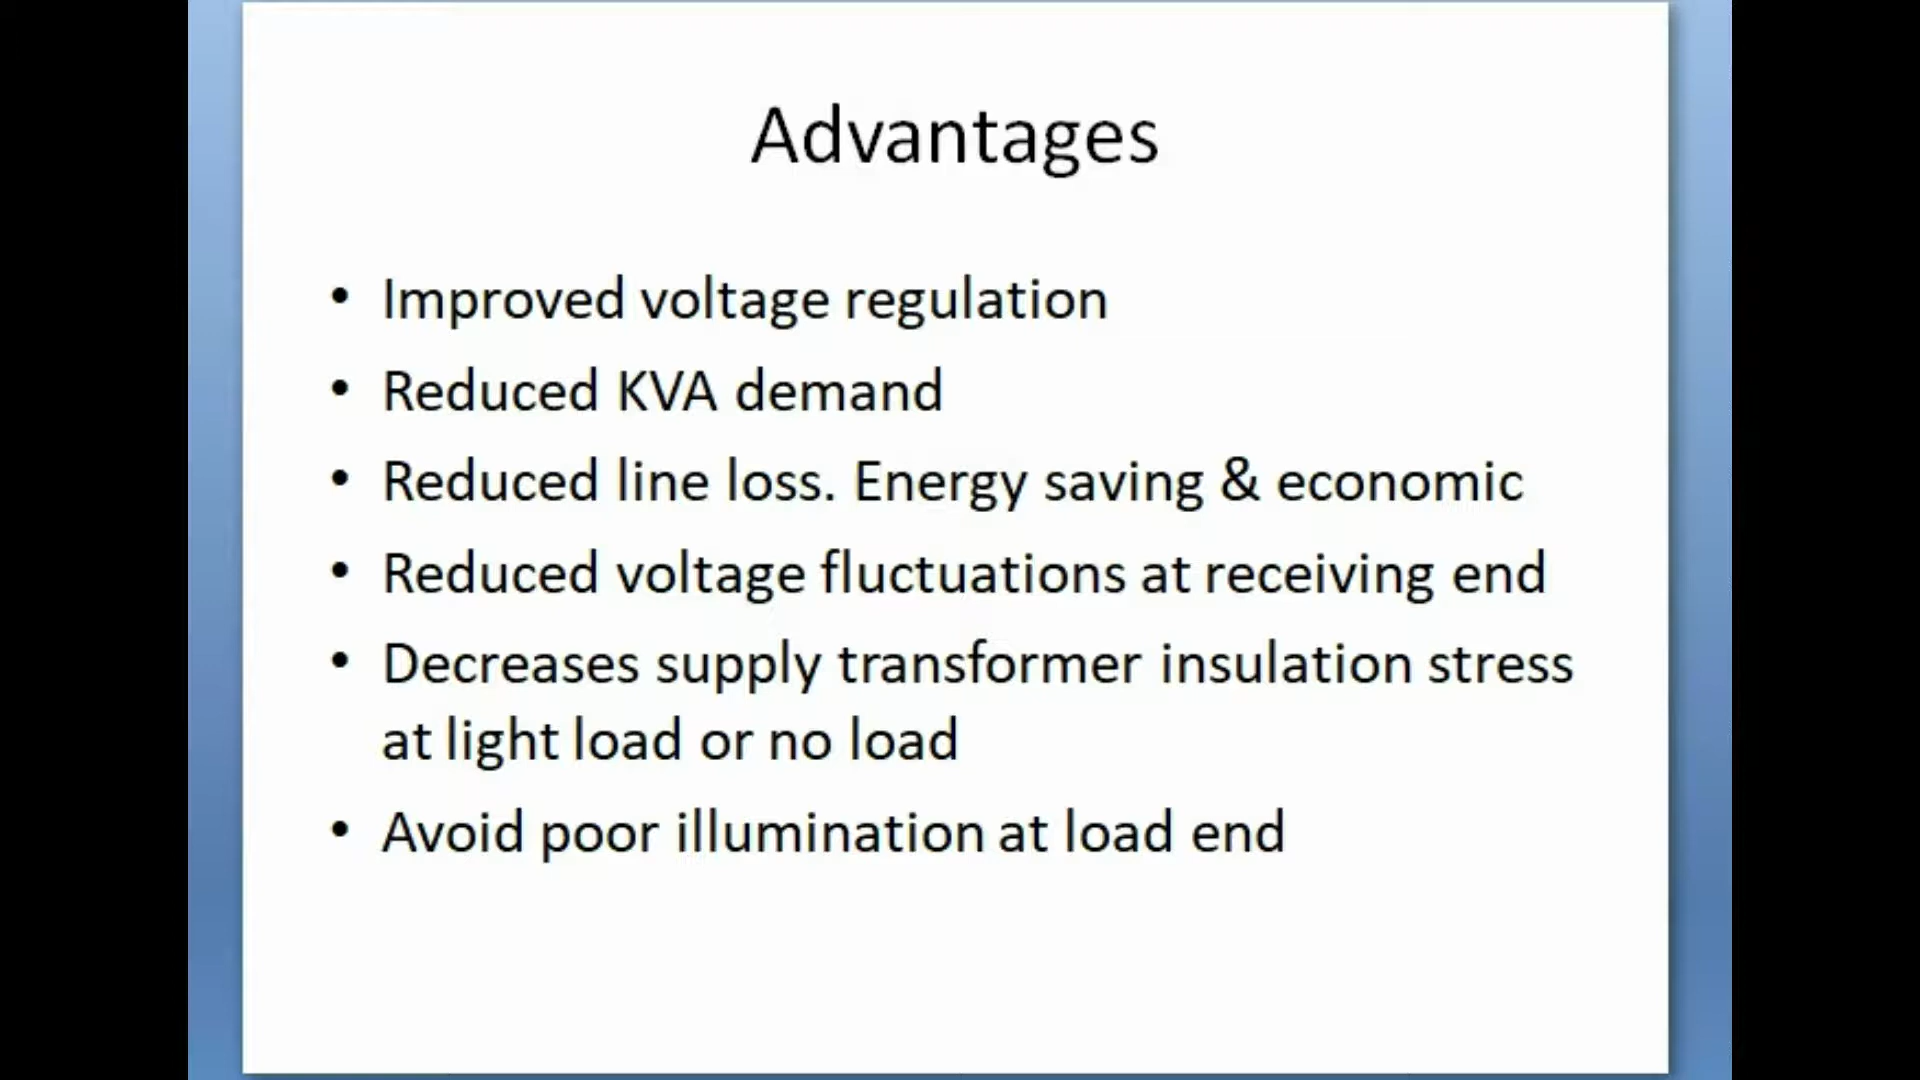 Advantages
• Improved voltage regulation
• Reduced KVA demand
• Reduced line loss. Energy saving & economic
• Reduced voltage fluctuations at receiving end
• Decreases supply transformer insulation stress
at light load or no load
• Avoid poor illumination at load end